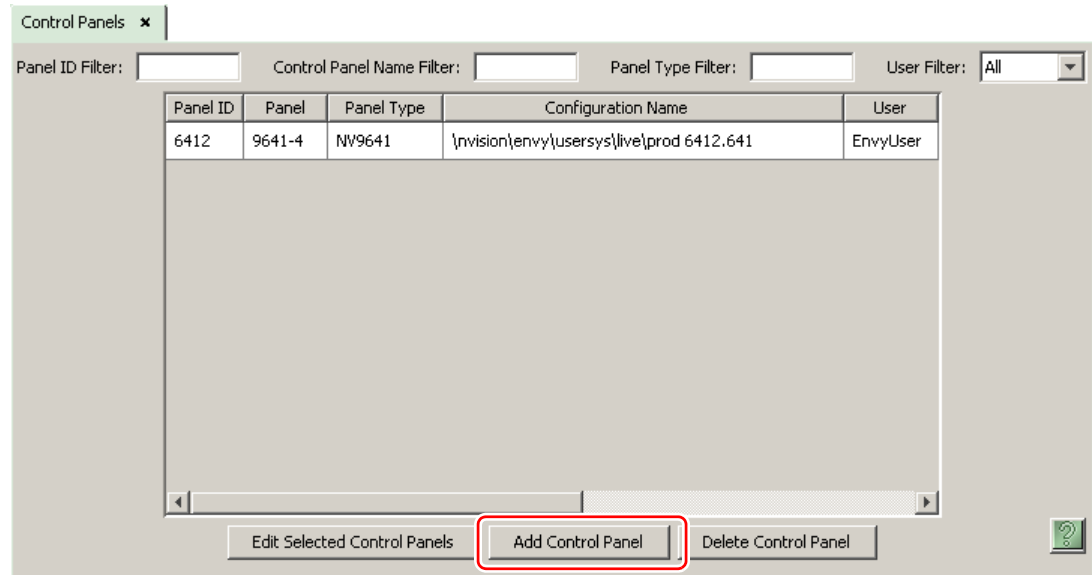 Control Panels ×
Panel ID Filter: Control Panel Name Filter: Panel Type Filter: User Filter: All
Panel ID Panel Panel Type Configuration Name User
6412 9641-4 NV9641 \nvision\envy\usersys\live\prod 6412.641 EnvyUser
Edit Selected Control Panels Add Control Panel Delete Control Panel ?